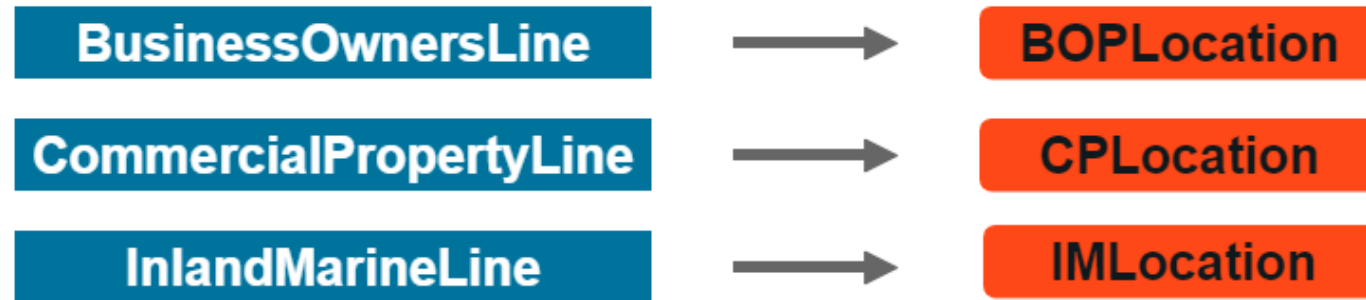 BusinessOwnersLine BOPLocation
CommercialPropertyLine CPLocation
InlandMarineLine IMLocation